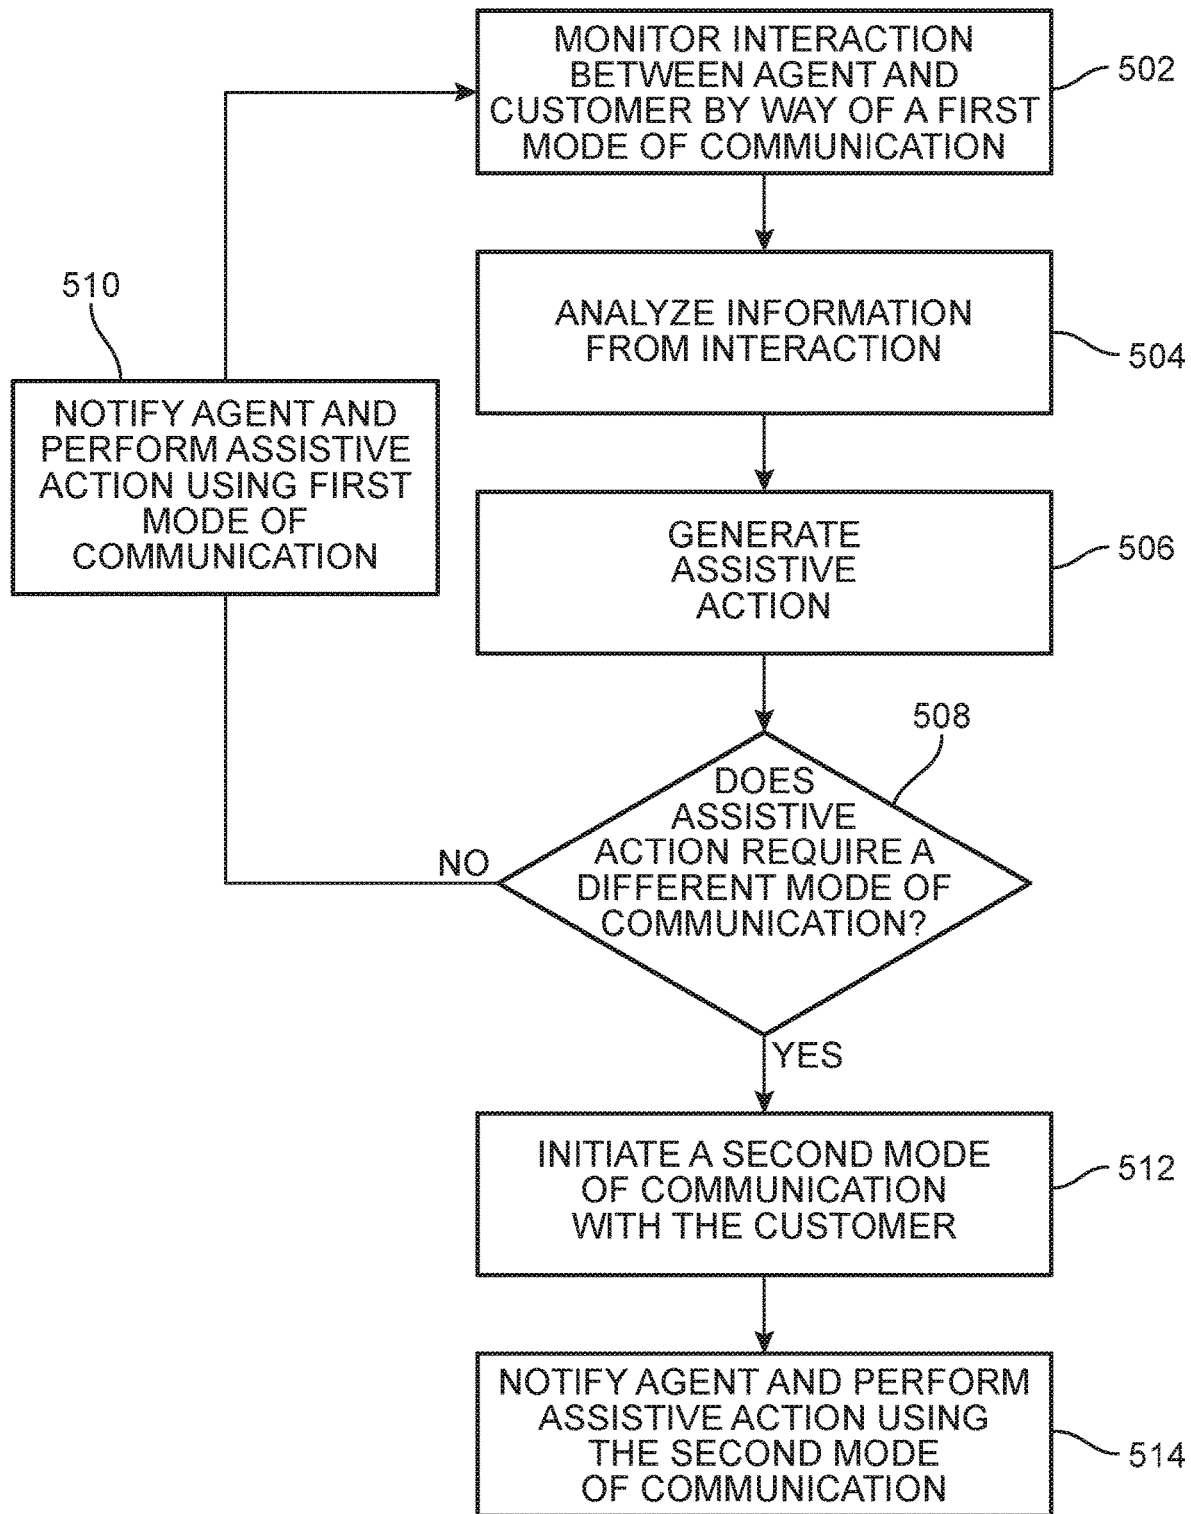 MONITOR INTERACTION
BETWEEN AGENT AND
CUSTOMER BY WAY OF A FIRST
MODE OF COMMUNICATION
502
ANALYZE INFORMATION
FROM INTERACTION
504
510
NOTIFY AGENT AND
PERFORM ASSISTIVE
ACTION USING FIRST
MODE OF
COMMUNICATION
GENERATE
ASSISTIVE
ACTION
506
508
DOES
ASSISTIVE
ACTION REQUIRE A
DIFFERENT MODE OF
COMMUNICATION?
NO
YES
INITIATE A SECOND MODE
OF COMMUNICATION
WITH THE CUSTOMER
512
NOTIFY AGENT AND PERFORM
ASSISTIVE ACTION USING
THE SECOND MODE
OF COMMUNICATION
514